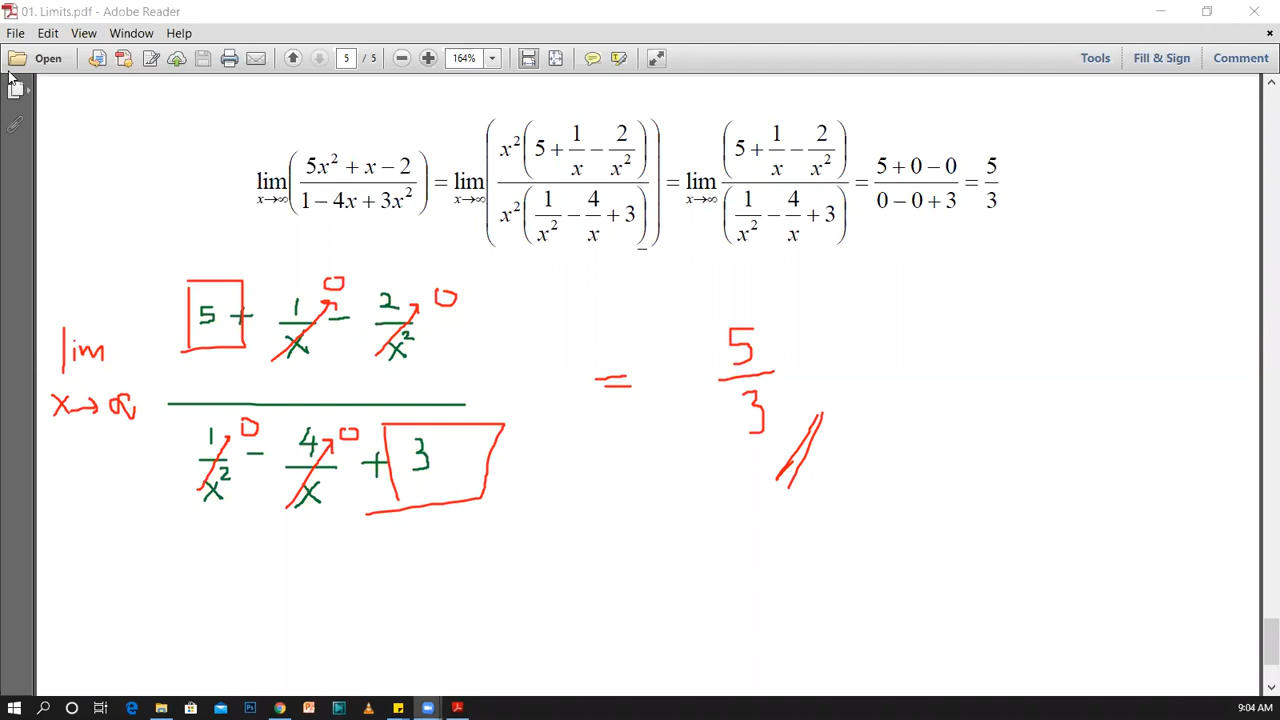 01. Limits.pdf - Adobe Reader
File Edit View Window Help
Open 5 / 5 164% Tools Fill & Sign Comment
lim x→∞ ( (5x² + x − 2) / (1 − 4x + 3x²) ) = lim x→∞ ( x² (5 + 1/x − 2/x²) / x² (1/x² − 4/x + 3) ) = lim x→∞ (5 + 1/x − 2/x²) / (1/x² − 4/x + 3) = (5 + 0 − 0) / (0 − 0 + 3) = 5/3
0 0
5 + 1/x − 2/x²
lim x→∞ = 5/3
0 0
1/x² − 4/x + 3
9:04 AM